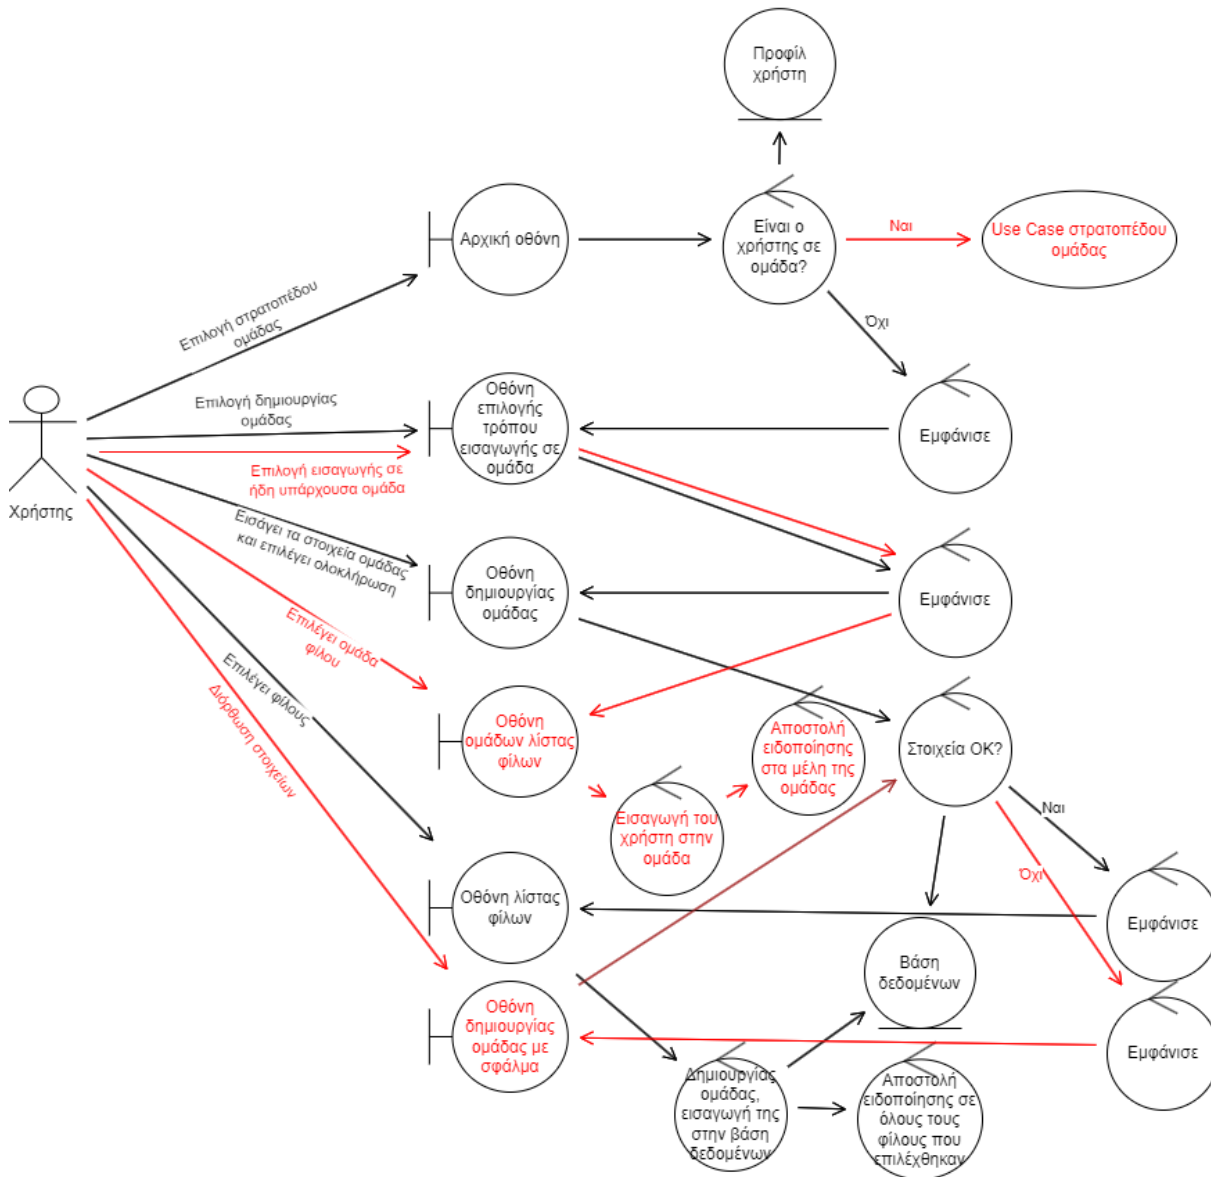 Προφίλ
χρήστη
Αρχική οθόνη
Είναι ο
χρήστης σε
ομάδα?
Ναι
Use Case στρατοπέδου
ομάδας
Επιλογή στρατοπέδου
ομάδας
Όχι
Επιλογή δημιουργίας
ομάδας
Οθόνη
επιλογής
τρόπου
εισαγωγής σε
ομάδα
Εμφάνισε
Επιλογή εισαγωγής σε
ήδη υπάρχουσα ομάδα
Χρήστης
Εισάγει τα στοιχεία ομάδας
και επιλέγει ολοκλήρωση
Οθόνη
δημιουργίας
ομάδας
Εμφάνισε
Επιλέγει ομάδα
φίλου
Επιλέγει φίλους
Διόρθωση στοιχείων
Οθόνη
ομάδων λίστας
φίλων
Αποστολή
ειδοποίησης
στα μέλη της
ομάδας
Στοιχεία ΟΚ?
Εισαγωγή του
χρήστη στην
ομάδα
Ναι
Όχι
Οθόνη λίστας
φίλων
Εμφάνισε
Βάση
δεδομένων
Οθόνη
δημιουργίας
ομάδας με
σφάλμα
Εμφάνισε
Δημιουργίας
ομάδας,
εισαγωγή της
στην βάση
δεδομένων
Αποστολή
ειδοποίησης σε
όλους τους
φίλους που
επιλέχθηκαν